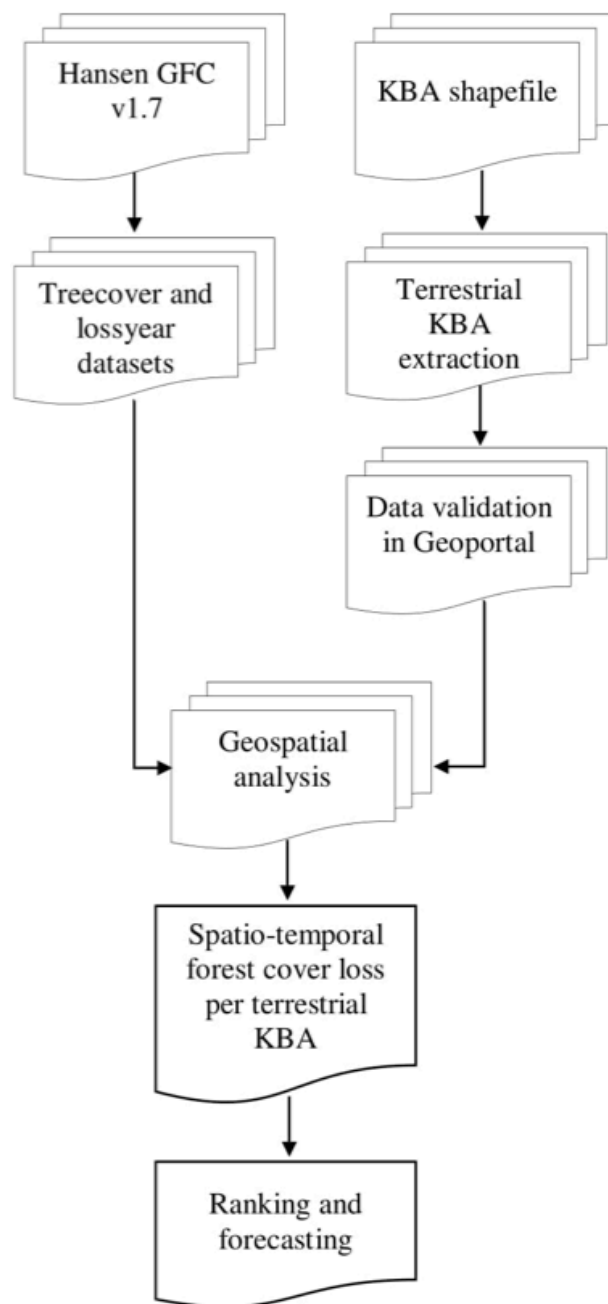 Hansen GFC
v1.7
KBA shapefile
Treecover and
lossyear
datasets
Terrestrial
KBA
extraction
Data validation
in Geoportal
Geospatial
analysis
Spatio-temporal
forest cover loss
per terrestrial
KBA
Ranking and
forecasting